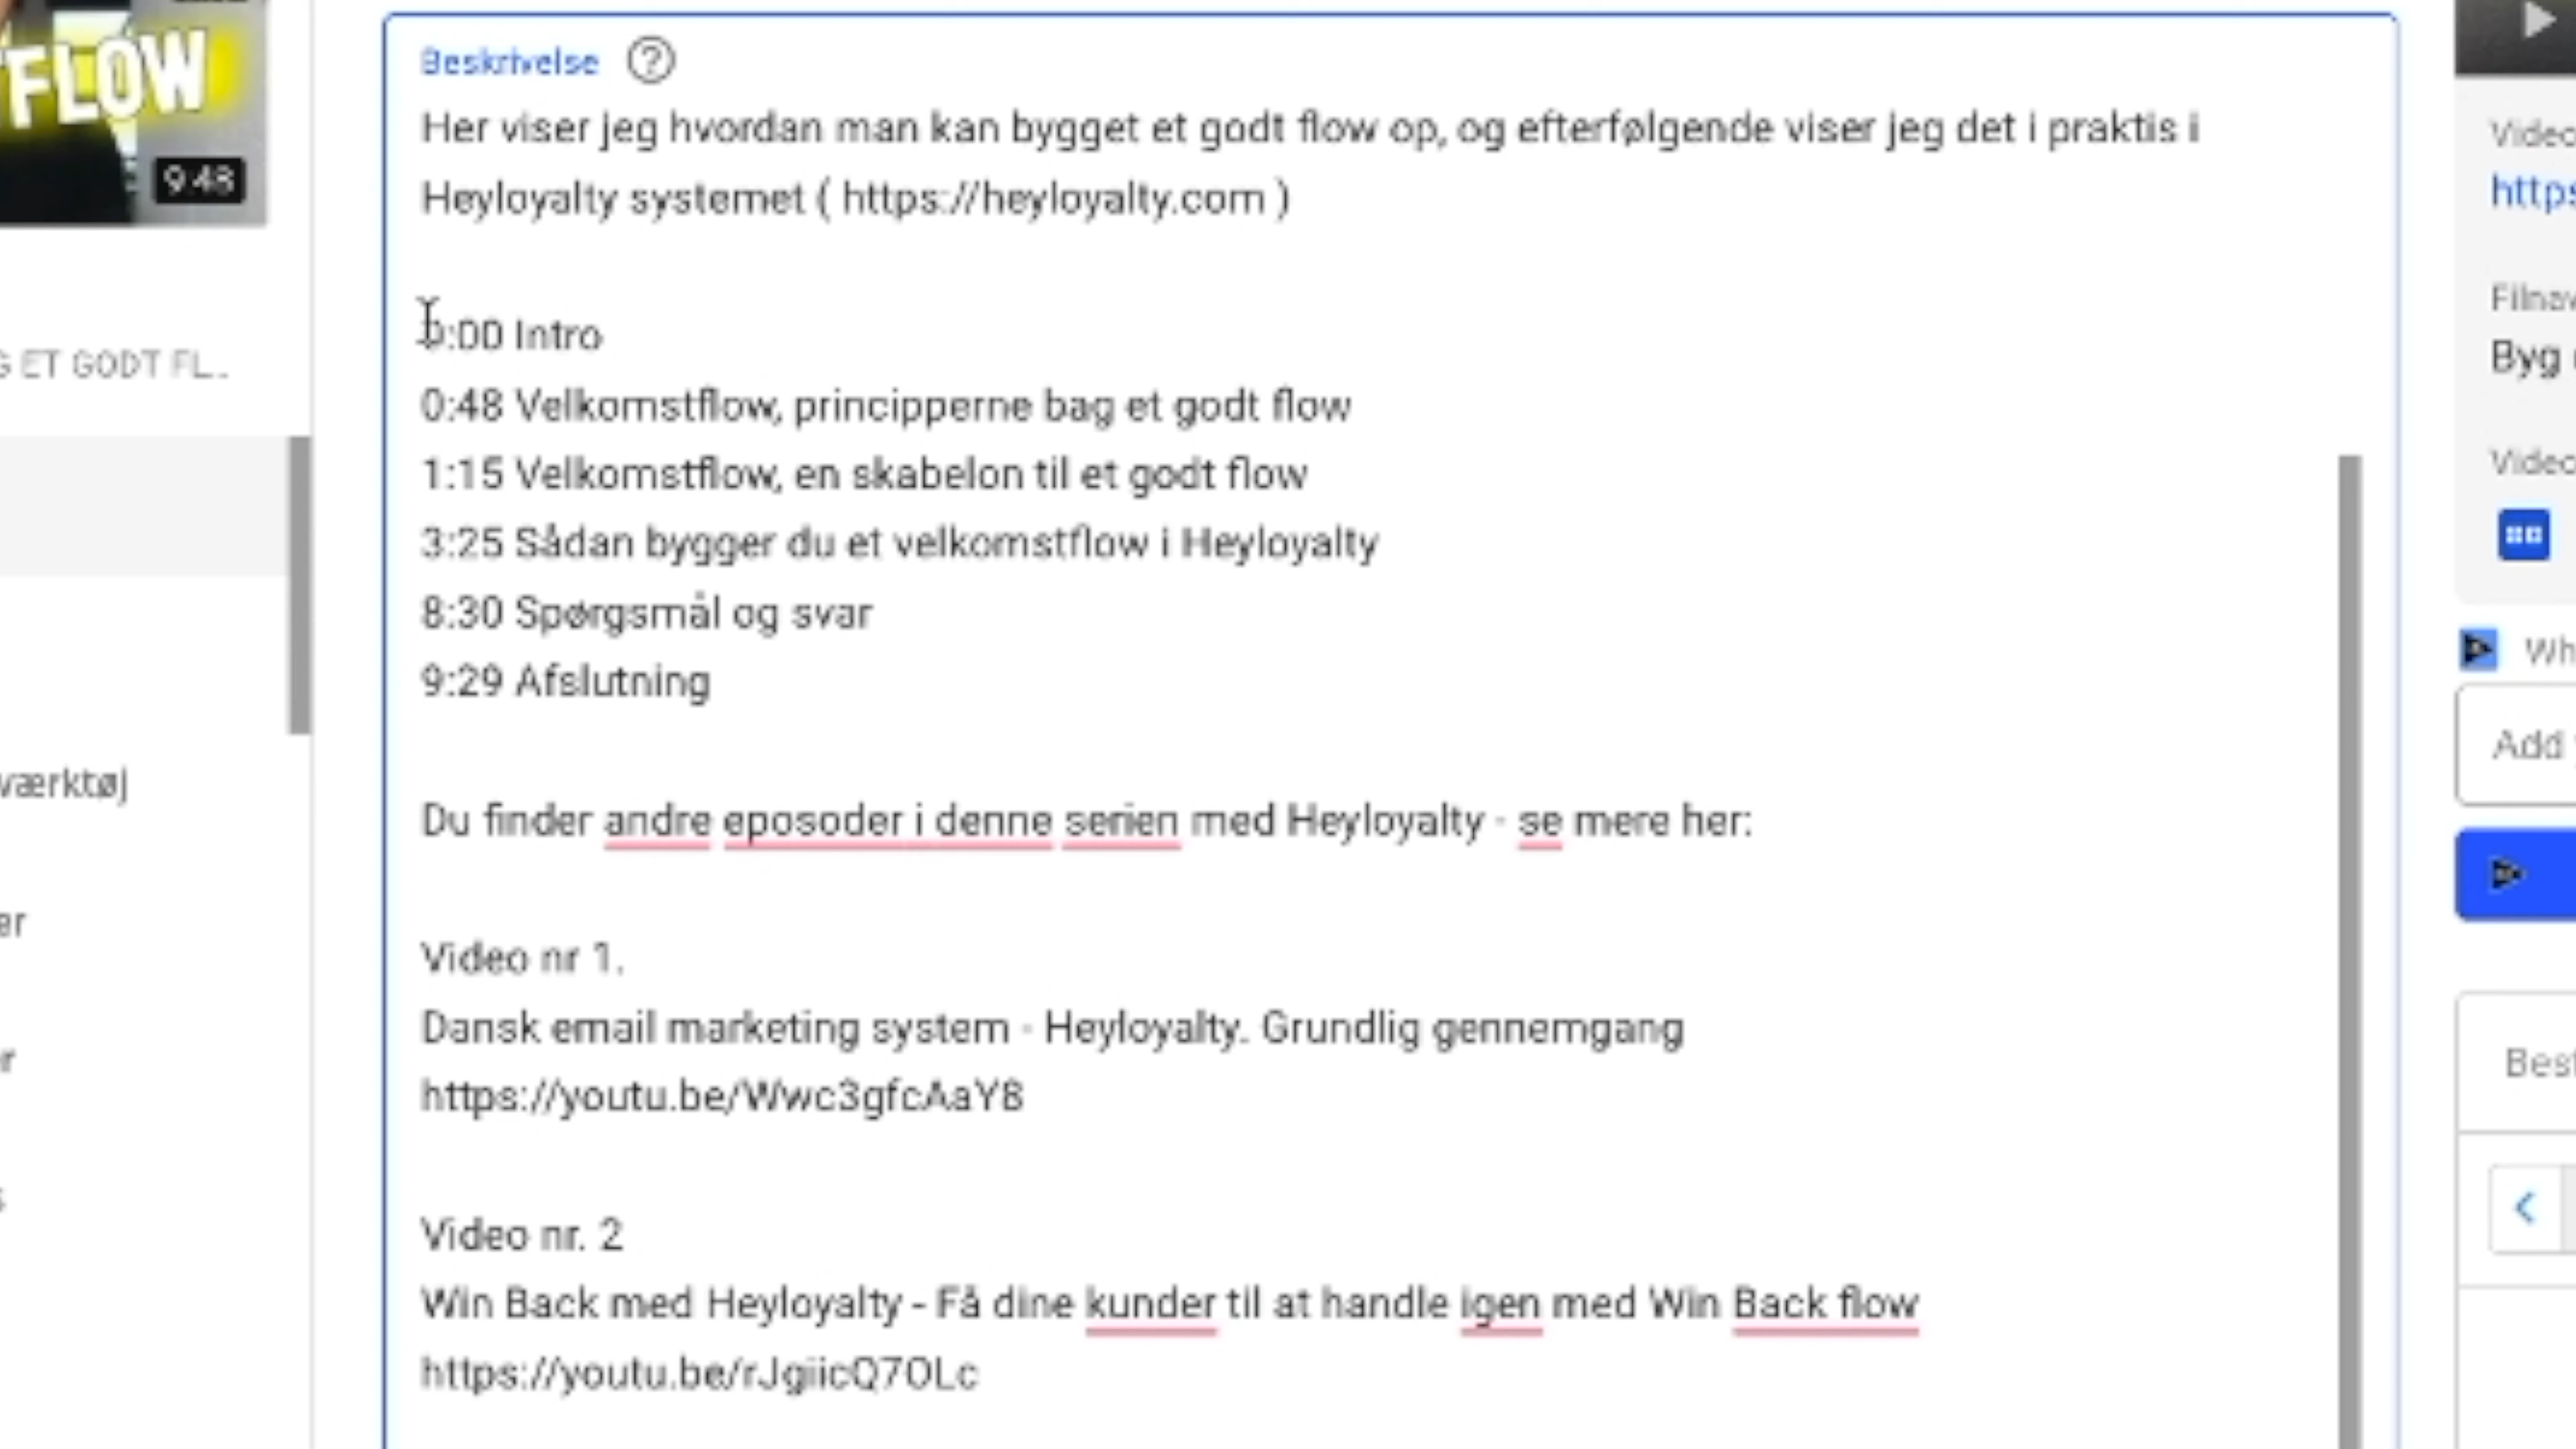 FLOW
9:48
G ET GODT FL...
værktøj
er
r
s
Beskrivelse ?
Her viser jeg hvordan man kan bygget et godt flow op, og efterfølgende viser jeg det i praktis i
Heyloyalty systemet ( https://heyloyalty.com )
0:00 Intro
0:48 Velkomstflow, principperne bag et godt flow
1:15 Velkomstflow, en skabelon til et godt flow
3:25 Sådan bygger du et velkomstflow i Heyloyalty
8:30 Spørgsmål og svar
9:29 Afslutning
Du finder andre eposoder i denne serien med Heyloyalty - se mere her:
Video nr 1.
Dansk email marketing system - Heyloyalty. Grundlig gennemgang
https://youtu.be/Wwc3gfcAaY8
Video nr. 2
Win Back med Heyloyalty - Få dine kunder til at handle igen med Win Back flow
https://youtu.be/rJgiicQ7OLc
Video
https
Filnav
Byg
Video
Wh
Add
Best